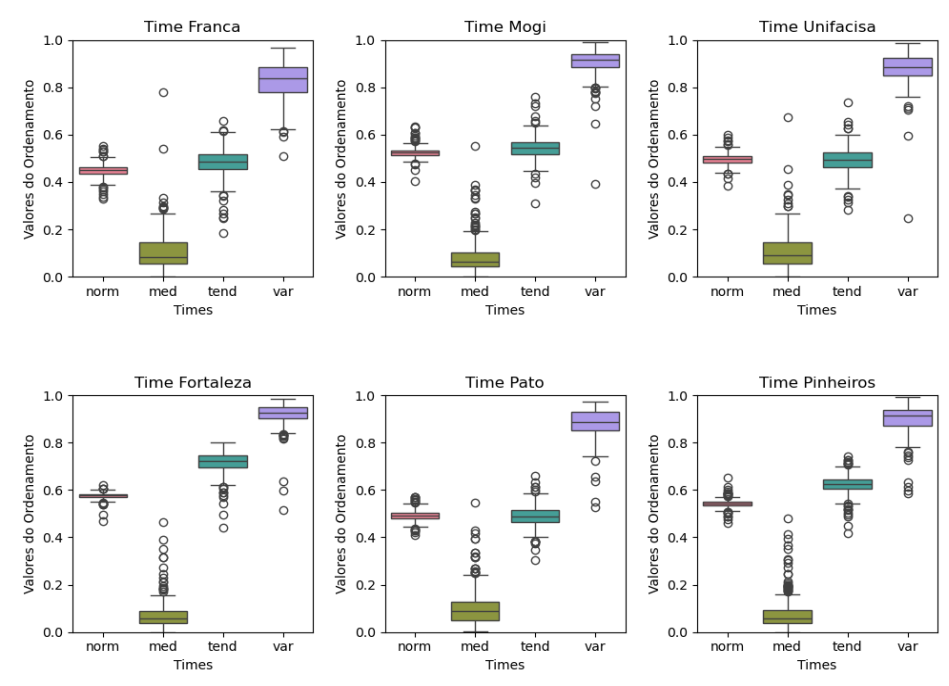 Time Franca
Valores do Ordenamento
1.0
0.8
0.6
0.4
0.2
0.0
norm med tend var
Times
Time Mogi
Valores do Ordenamento
1.0
0.8
0.6
0.4
0.2
0.0
norm med tend var
Times
Time Unifacisa
Valores do Ordenamento
1.0
0.8
0.6
0.4
0.2
0.0
norm med tend var
Times
Time Fortaleza
Valores do Ordenamento
1.0
0.8
0.6
0.4
0.2
0.0
norm med tend var
Times
Time Pato
Valores do Ordenamento
1.0
0.8
0.6
0.4
0.2
0.0
norm med tend var
Times
Time Pinheiros
Valores do Ordenamento
1.0
0.8
0.6
0.4
0.2
0.0
norm med tend var
Times